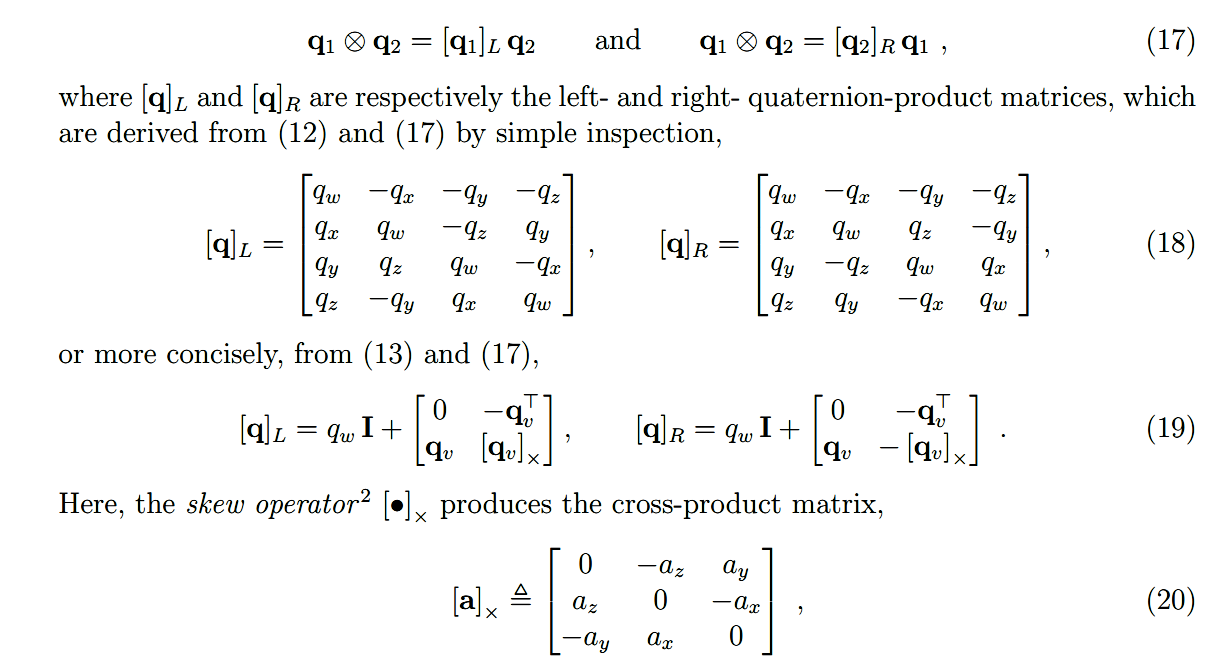 q₁ ⊗ q₂ = [q₁]_L q₂ and q₁ ⊗ q₂ = [q₂]_R q₁ , (17)
where [q]_L and [q]_R are respectively the left- and right- quaternion-product matrices, which
are derived from (12) and (17) by simple inspection,
[q]_L = [q_w −q_x −q_y −q_z; q_x q_w −q_z q_y; q_y q_z q_w −q_x; q_z −q_y q_x q_w] , [q]_R = [q_w −q_x −q_y −q_z; q_x q_w q_z −q_y; q_y −q_z q_w q_x; q_z q_y −q_x q_w] , (18)
or more concisely, from (13) and (17),
[q]_L = q_w I + [0 −q_v^⊤; q_v [q_v]_×] , [q]_R = q_w I + [0 −q_v^⊤; q_v −[q_v]_×] . (19)
Here, the skew operator² [•]_× produces the cross-product matrix,
[a]_× ≜ [0 −a_z a_y; a_z 0 −a_x; −a_y a_x 0] , (20)